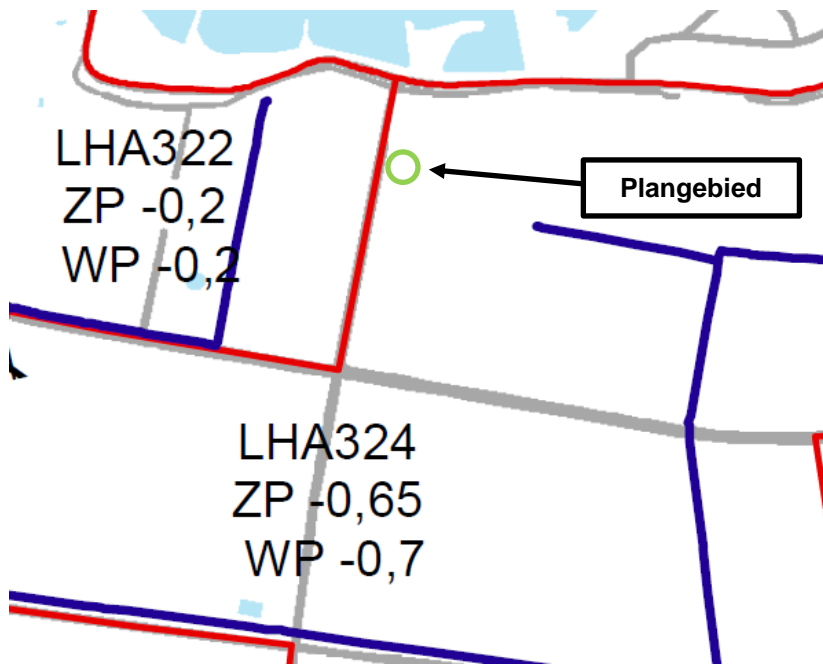 LHA322
ZP -0,2
WP -0,2
Plangebied
LHA324
ZP -0,65
WP -0,7